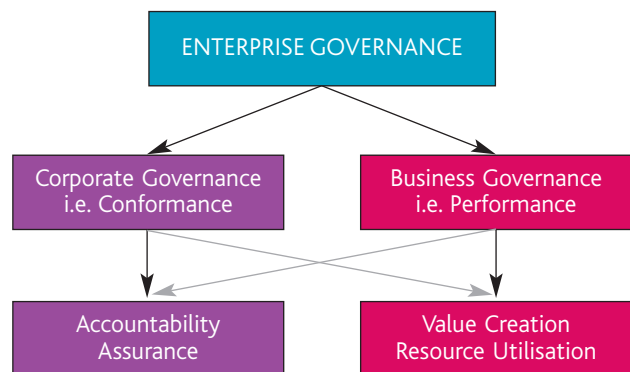 ENTERPRISE GOVERNANCE
Corporate Governance
i.e. Conformance
Business Governance
i.e. Performance
Accountability
Assurance
Value Creation
Resource Utilisation